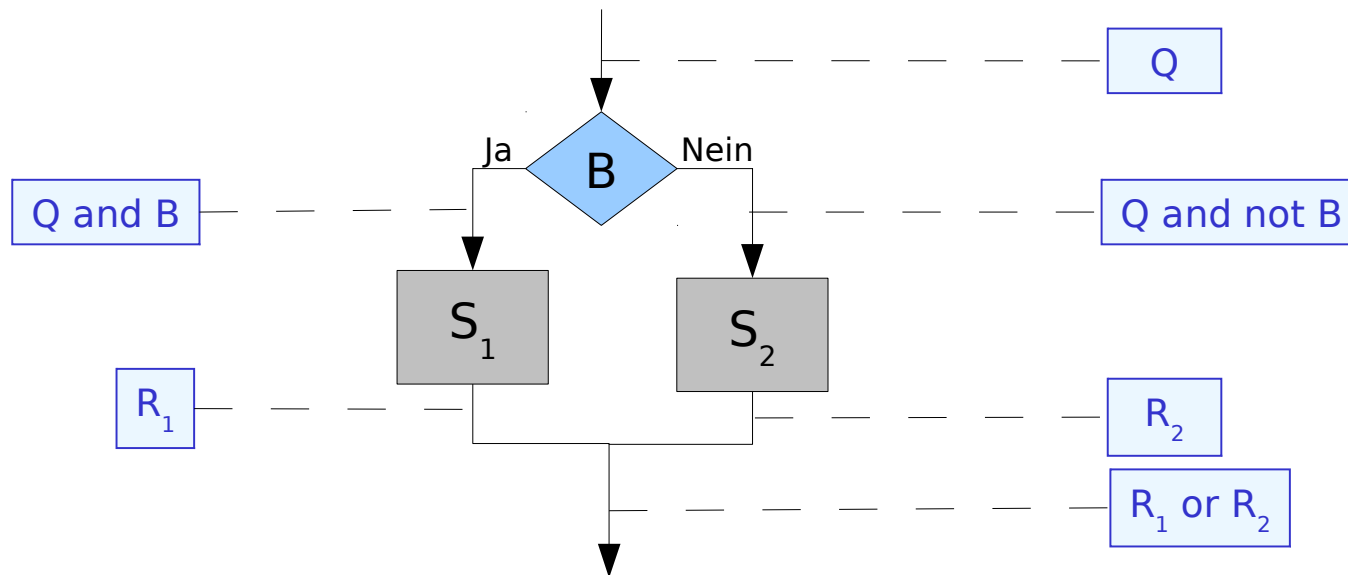 Q
Ja
Nein
B
Q and B
Q and not B
S₁
S₂
R₁
R₂
R₁ or R₂